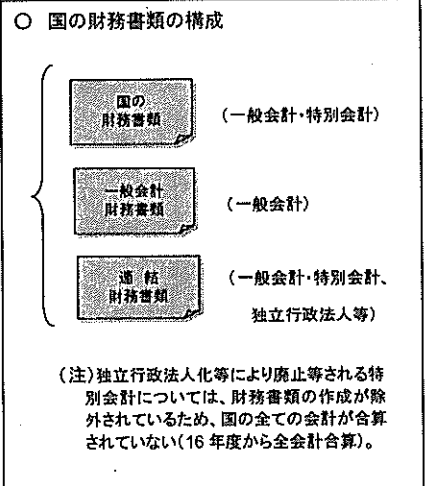 ○ 国の財務書類の構成
国の
財務書類
(一般会計・特別会計)
一般会計
財務書類
(一般会計)
連結
財務書類
(一般会計・特別会計、
独立行政法人等)
(注)独立行政法人化等により廃止等される特
別会計については、財務書類の作成が除
外されているため、国の全ての会計が合算
されていない(16年度から全会計合算)。